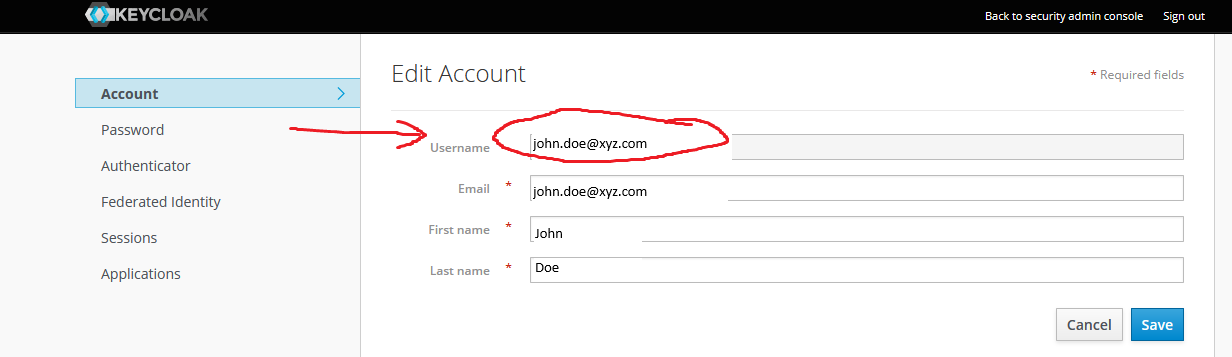 KEYCLOAK
Back to security admin console Sign out
Account
Password
Authenticator
Federated Identity
Sessions
Applications
Edit Account
* Required fields
Username john.doe@xyz.com
Email * john.doe@xyz.com
First name * John
Last name * Doe
Cancel Save